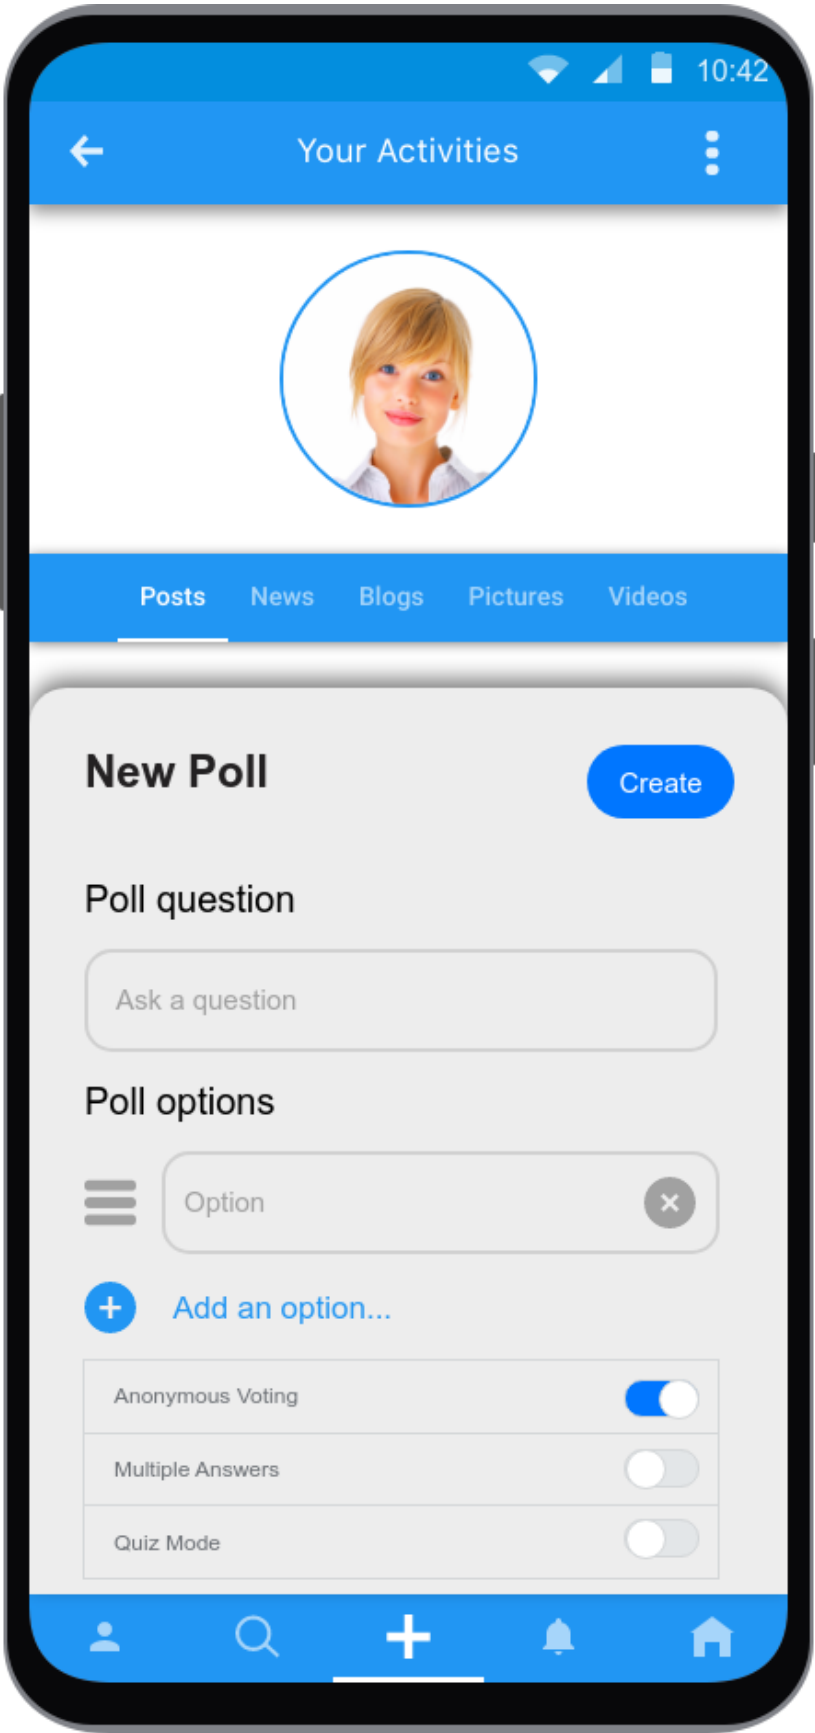 10:42
Your Activities
Posts News Blogs Pictures Videos
New Poll
Create
Poll question
Ask a question
Poll options
Option
Add an option...
Anonymous Voting
Multiple Answers
Quiz Mode